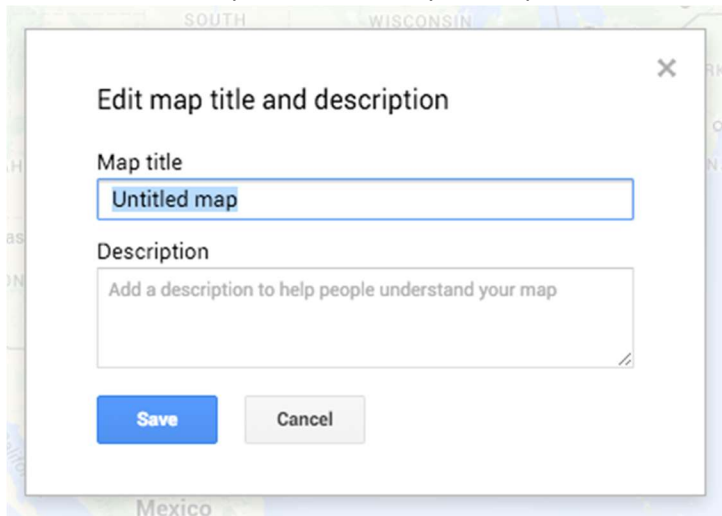 SOUTH WISCONSIN
×
Edit map title and description
Map title
Untitled map
Description
Add a description to help people understand your map
Save Cancel
Mexico